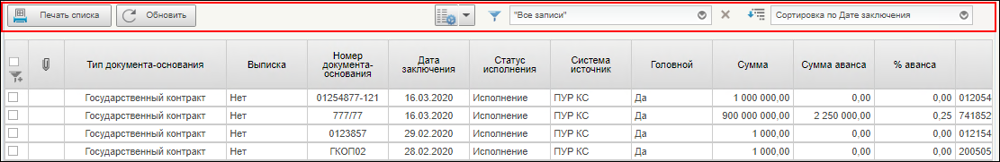 Печать списка Обновить "Все записи" Сортировка по Дате заключения
Тип документа-основания Выписка Номер документа-основания Дата заключения Статус исполнения Система источник Головной Сумма Сумма аванса % аванса
Государственный контракт Нет 01254877-121 16.03.2020 Исполнение ПУР КС Да 1 000 000,00 0,00 0,00 012054
Государственный контракт Нет 777/77 16.03.2020 Исполнение ПУР КС Да 900 000 000,00 2 250 000,00 0,25 741852
Государственный контракт Нет 0123857 29.02.2020 Исполнение ПУР КС Да 1 000,00 0,00 0,00 012154
Государственный контракт Нет ГКОП02 28.02.2020 Исполнение ПУР КС Да 1 000,00 0,00 0,00 200505